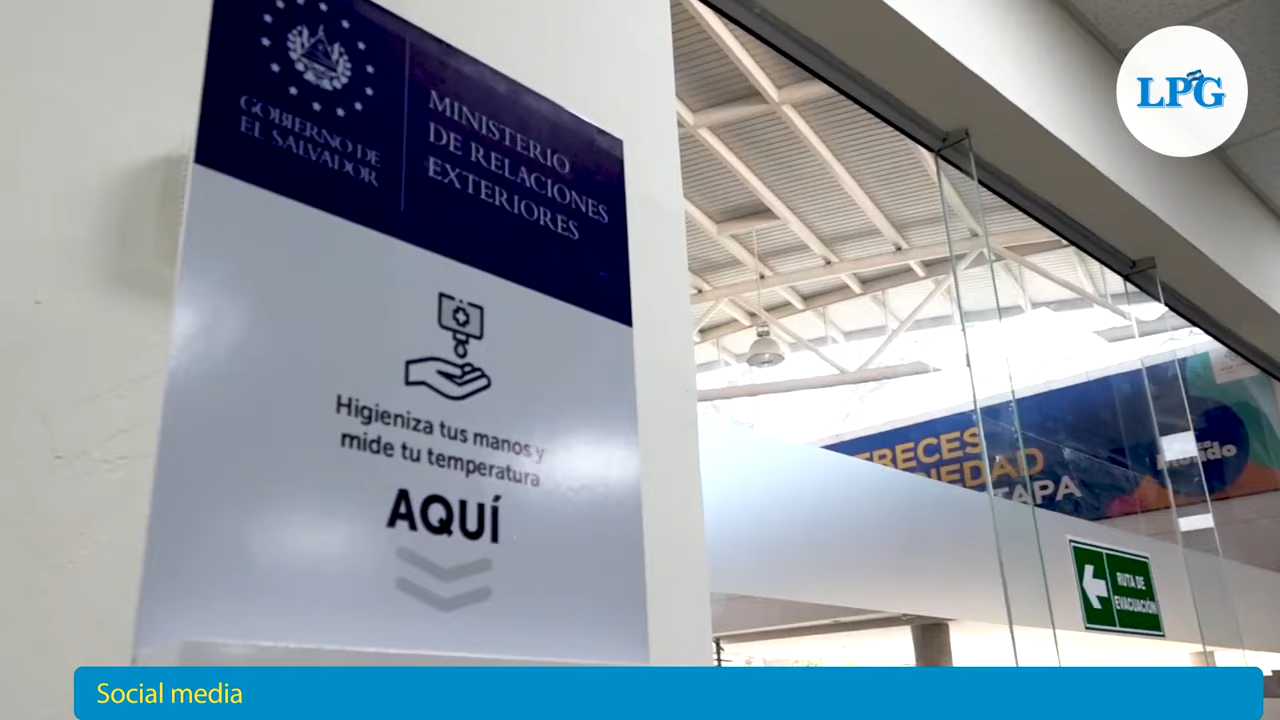 GOBIERNO DE
EL SALVADOR
MINISTERIO
DE RELACIONES
EXTERIORES
Higieniza tus manos y
mide tu temperatura
AQUÍ
LPG
TAPA
RUTA DE
EVACUACIÓN
Social media